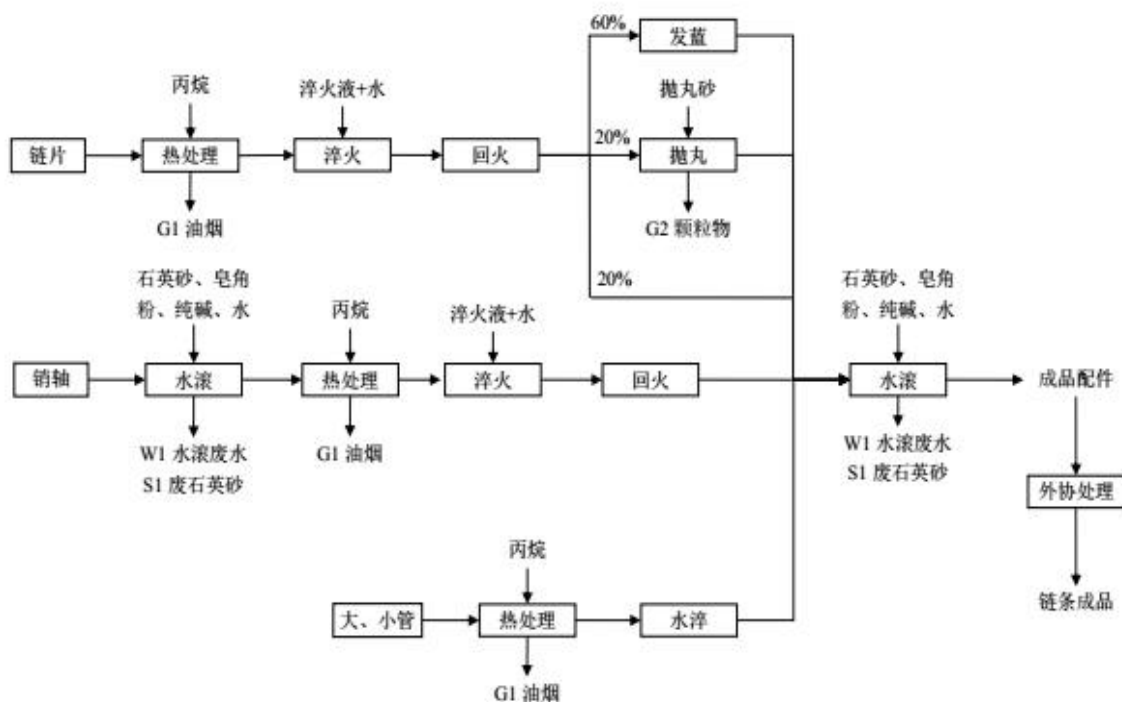 60%
发蓝
丙烷
淬火液+水
抛丸砂
链片
热处理
淬火
回火
20%
抛丸
G1 油烟
G2 颗粒物
20%
石英砂、皂角
粉、纯碱、水
丙烷
淬火液+水
石英砂、皂角
粉、纯碱、水
销轴
水滚
热处理
淬火
回火
水滚
成品配件
W1 水滚废水
S1 废石英砂
G1 油烟
W1 水滚废水
S1 废石英砂
外协处理
丙烷
大、小管
热处理
水淬
链条成品
G1 油烟